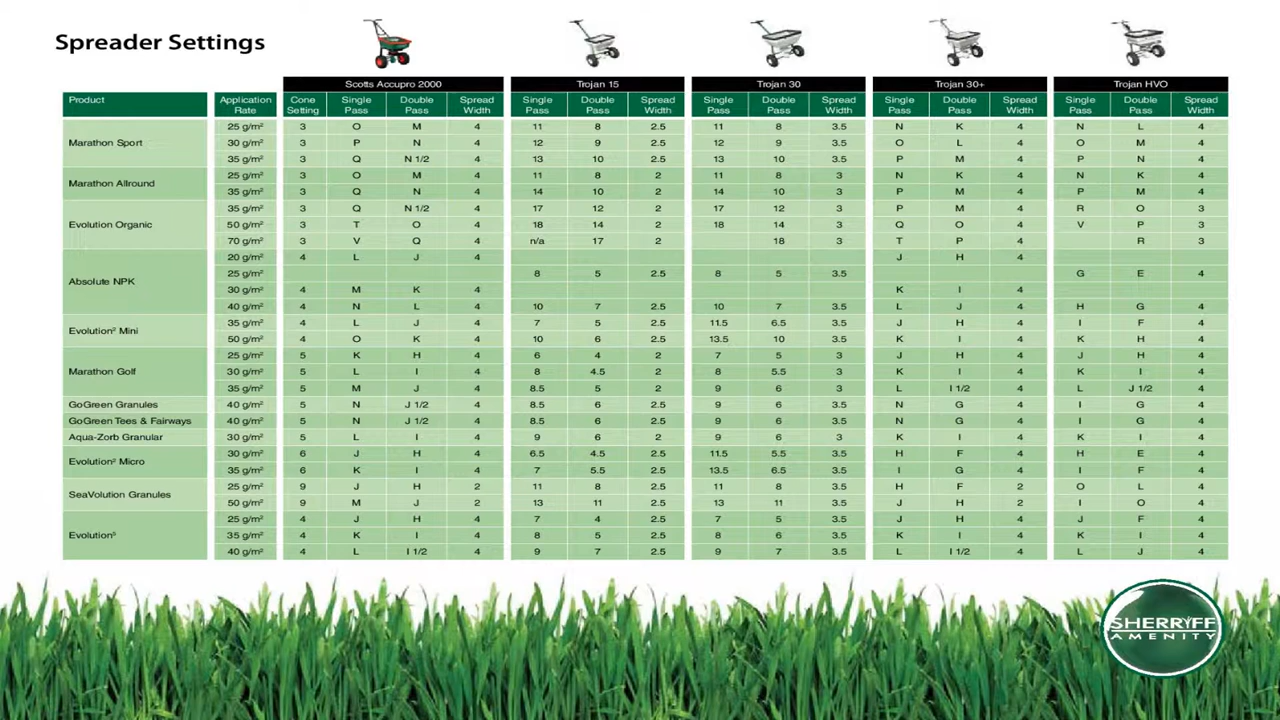 Spreader Settings
Scotts Accupro 2000 Trojan 15 Trojan 30 Trojan 30+ Trojan HVO
Product Application Rate Cone Setting Single Pass Double Pass Spread Width Single Pass Double Pass Spread Width Single Pass Double Pass Spread Width Single Pass Double Pass Spread Width Single Pass Double Pass Spread Width
Marathon Sport
25 g/m² 3 O M 4 11 8 2.5 11 8 3.5 N K 4 N L 4
30 g/m² 3 P N 4 12 9 2.5 12 9 3.5 O L 4 O M 4
35 g/m² 3 Q N 1/2 4 13 10 2.5 13 10 3.5 P M 4 P N 4
Marathon Allround
25 g/m² 3 O M 4 11 8 2 11 8 3 N K 4 N K 4
35 g/m² 3 Q N 4 14 10 2 14 10 3 P M 4 P M 4
Evolution Organic
35 g/m² 3 Q N 1/2 4 17 12 2 17 12 3 P M 4 R O 3
50 g/m² 3 T O 4 18 14 2 18 14 3 Q O 4 V P 3
70 g/m² 3 V Q 4 n/a 17 2 18 3 T P 4 R 3
Absolute NPK
20 g/m² 4 L J 4 J H 4
25 g/m² 8 5 2.5 8 5 3.5 G E 4
30 g/m² 4 M K 4 K I 4
40 g/m² 4 N L 4 10 7 2.5 10 7 3.5 L J 4 H G 4
Evolution² Mini
35 g/m² 4 L J 4 7 5 2.5 11.5 6.5 3.5 J H 4 I F 4
50 g/m² 4 O K 4 10 6 2.5 13.5 10 3.5 K I 4 K H 4
Marathon Golf
25 g/m² 5 K H 4 6 4 2 7 5 3 J H 4 J H 4
30 g/m² 5 L I 4 8 4.5 2 8 5.5 3 K I 4 K I 4
35 g/m² 5 M J 4 8.5 5 2 9 6 3 L I 1/2 4 L J 1/2 4
GoGreen Granules 40 g/m² 5 N J 1/2 4 8.5 6 2.5 9 6 3.5 N G 4 I G 4
GoGreen Tees & Fairways 40 g/m² 5 N J 1/2 4 8.5 6 2.5 9 6 3.5 N G 4 I G 4
Aqua-Zorb Granular 30 g/m² 5 L I 4 9 6 2 9 6 3 K I 4 K I 4
Evolution² Micro
30 g/m² 6 J H 4 6.5 4.5 2.5 11.5 5.5 3.5 H F 4 H E 4
35 g/m² 6 K I 4 7 5.5 2.5 13.5 6.5 3.5 I G 4 I F 4
SeaVolution Granules
25 g/m² 9 J H 2 11 8 2.5 11 8 3.5 H F 2 O L 4
50 g/m² 9 M J 2 13 11 2.5 13 11 3.5 J H 2 I O 4
Evolution⁵
25 g/m² 4 J H 4 7 4 2.5 7 5 3.5 J H 4 J F 4
35 g/m² 4 K I 4 8 5 2.5 8 6 3.5 K I 4 K I 4
40 g/m² 4 L I 1/2 4 9 7 2.5 9 7 3.5 L I 1/2 4 L J 4
SHERRIFF
AMENITY